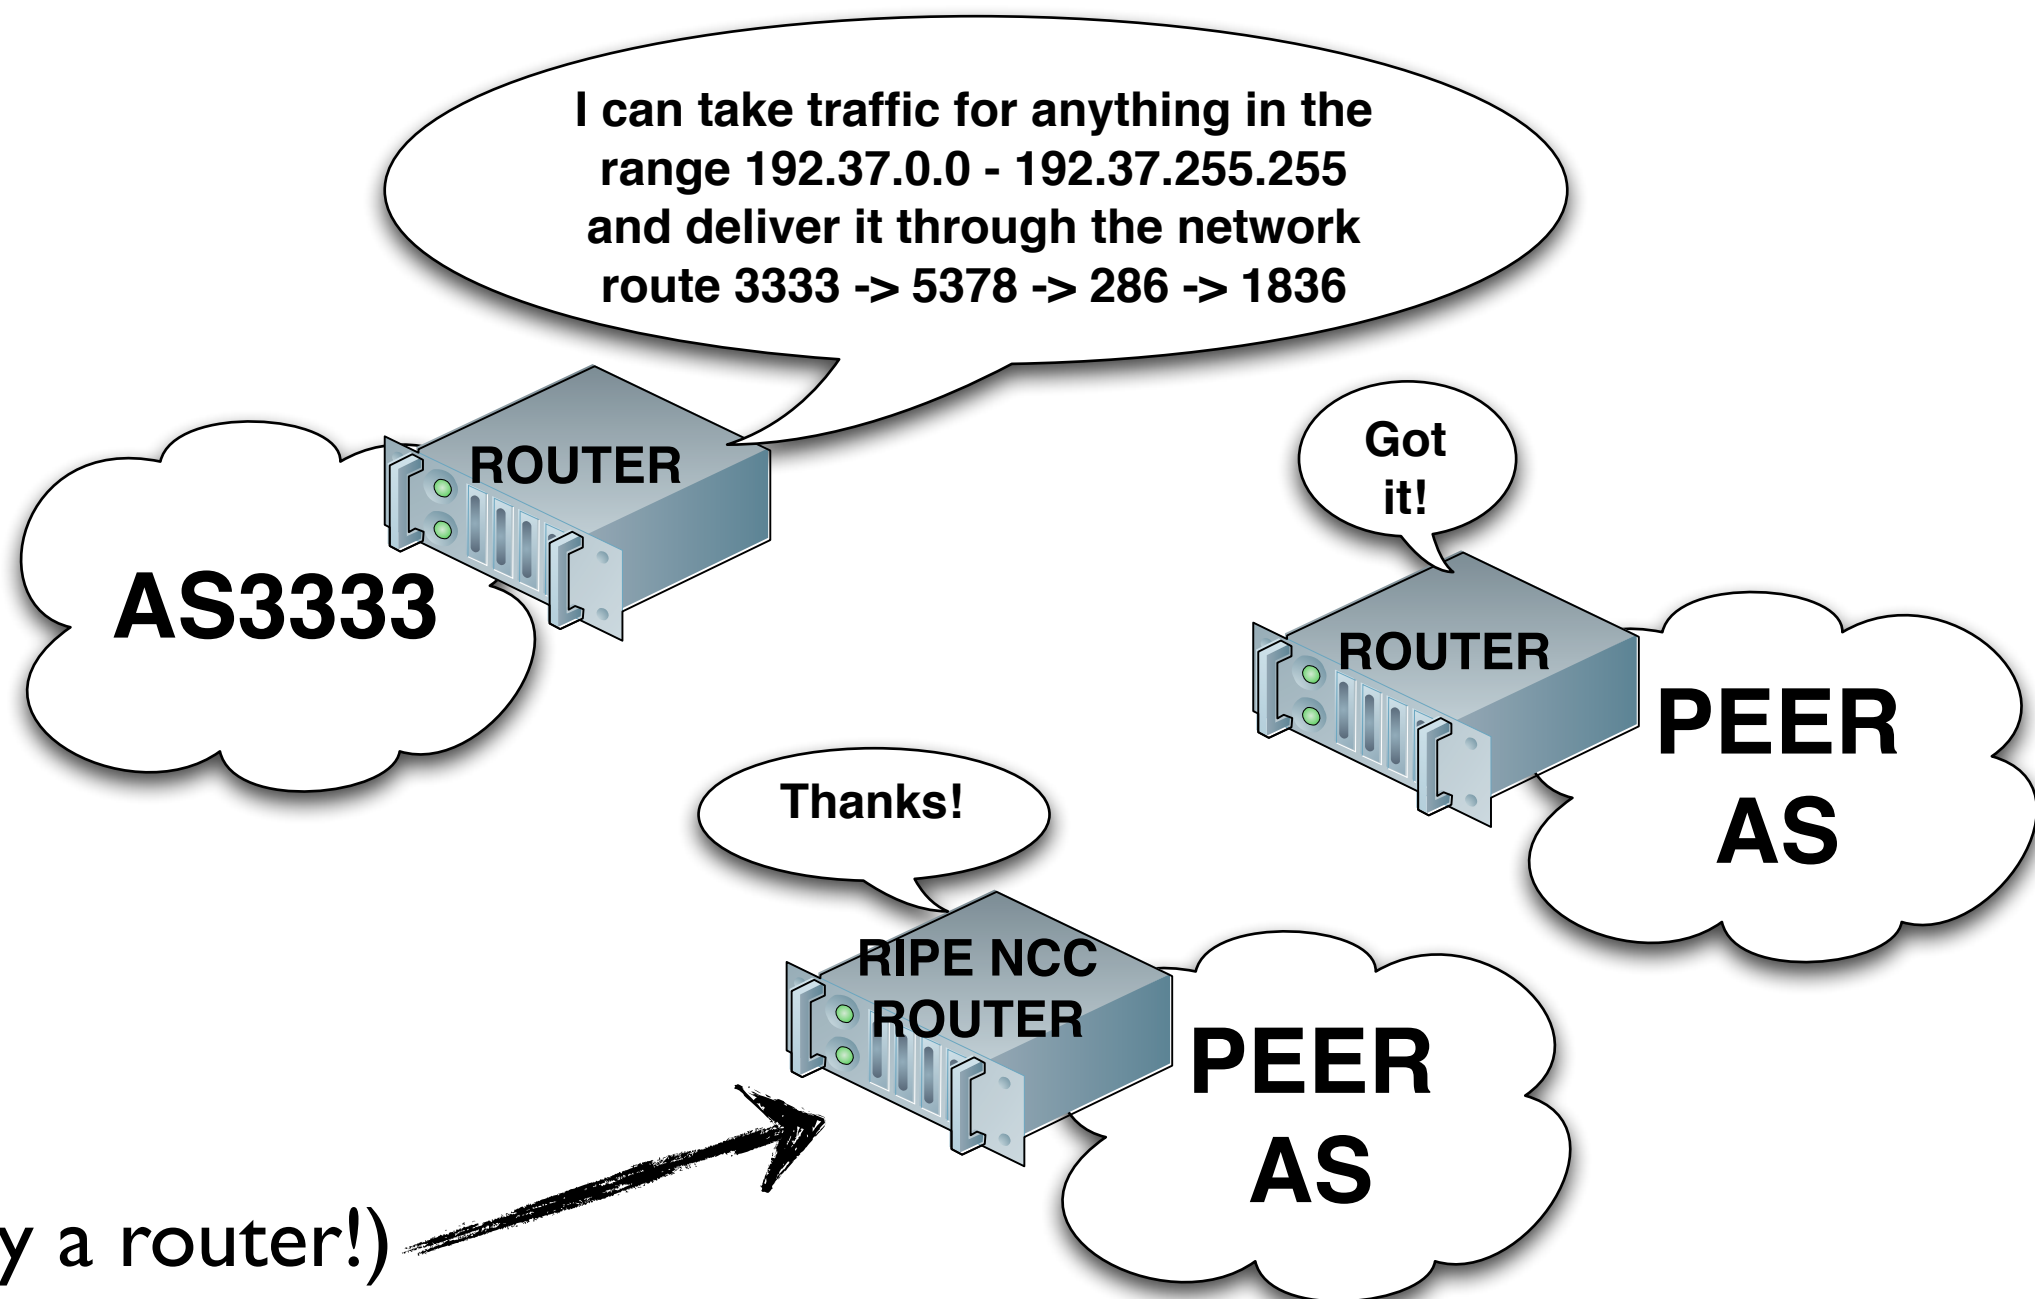 I can take traffic for anything in the
range 192.37.0.0 - 192.37.255.255
and deliver it through the network
route 3333 -> 5378 -> 286 -> 1836
ROUTER
AS3333
Got
it!
ROUTER
PEER
AS
Thanks!
RIPE NCC
ROUTER
PEER
AS
y a router!)